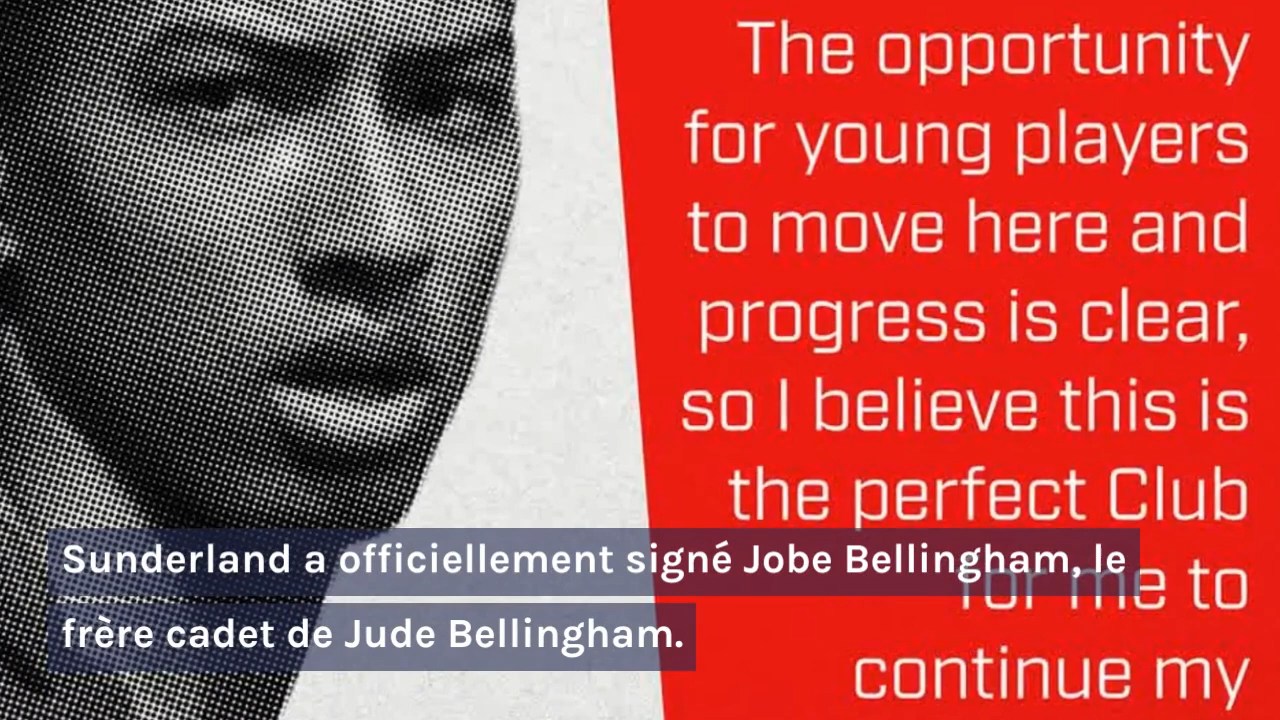 The opportunity
for young players
to move here and
progress is clear,
so I believe this is
the perfect Club
for me to
continue my
Sunderland a officiellement signé Jobe Bellingham, le
frère cadet de Jude Bellingham.